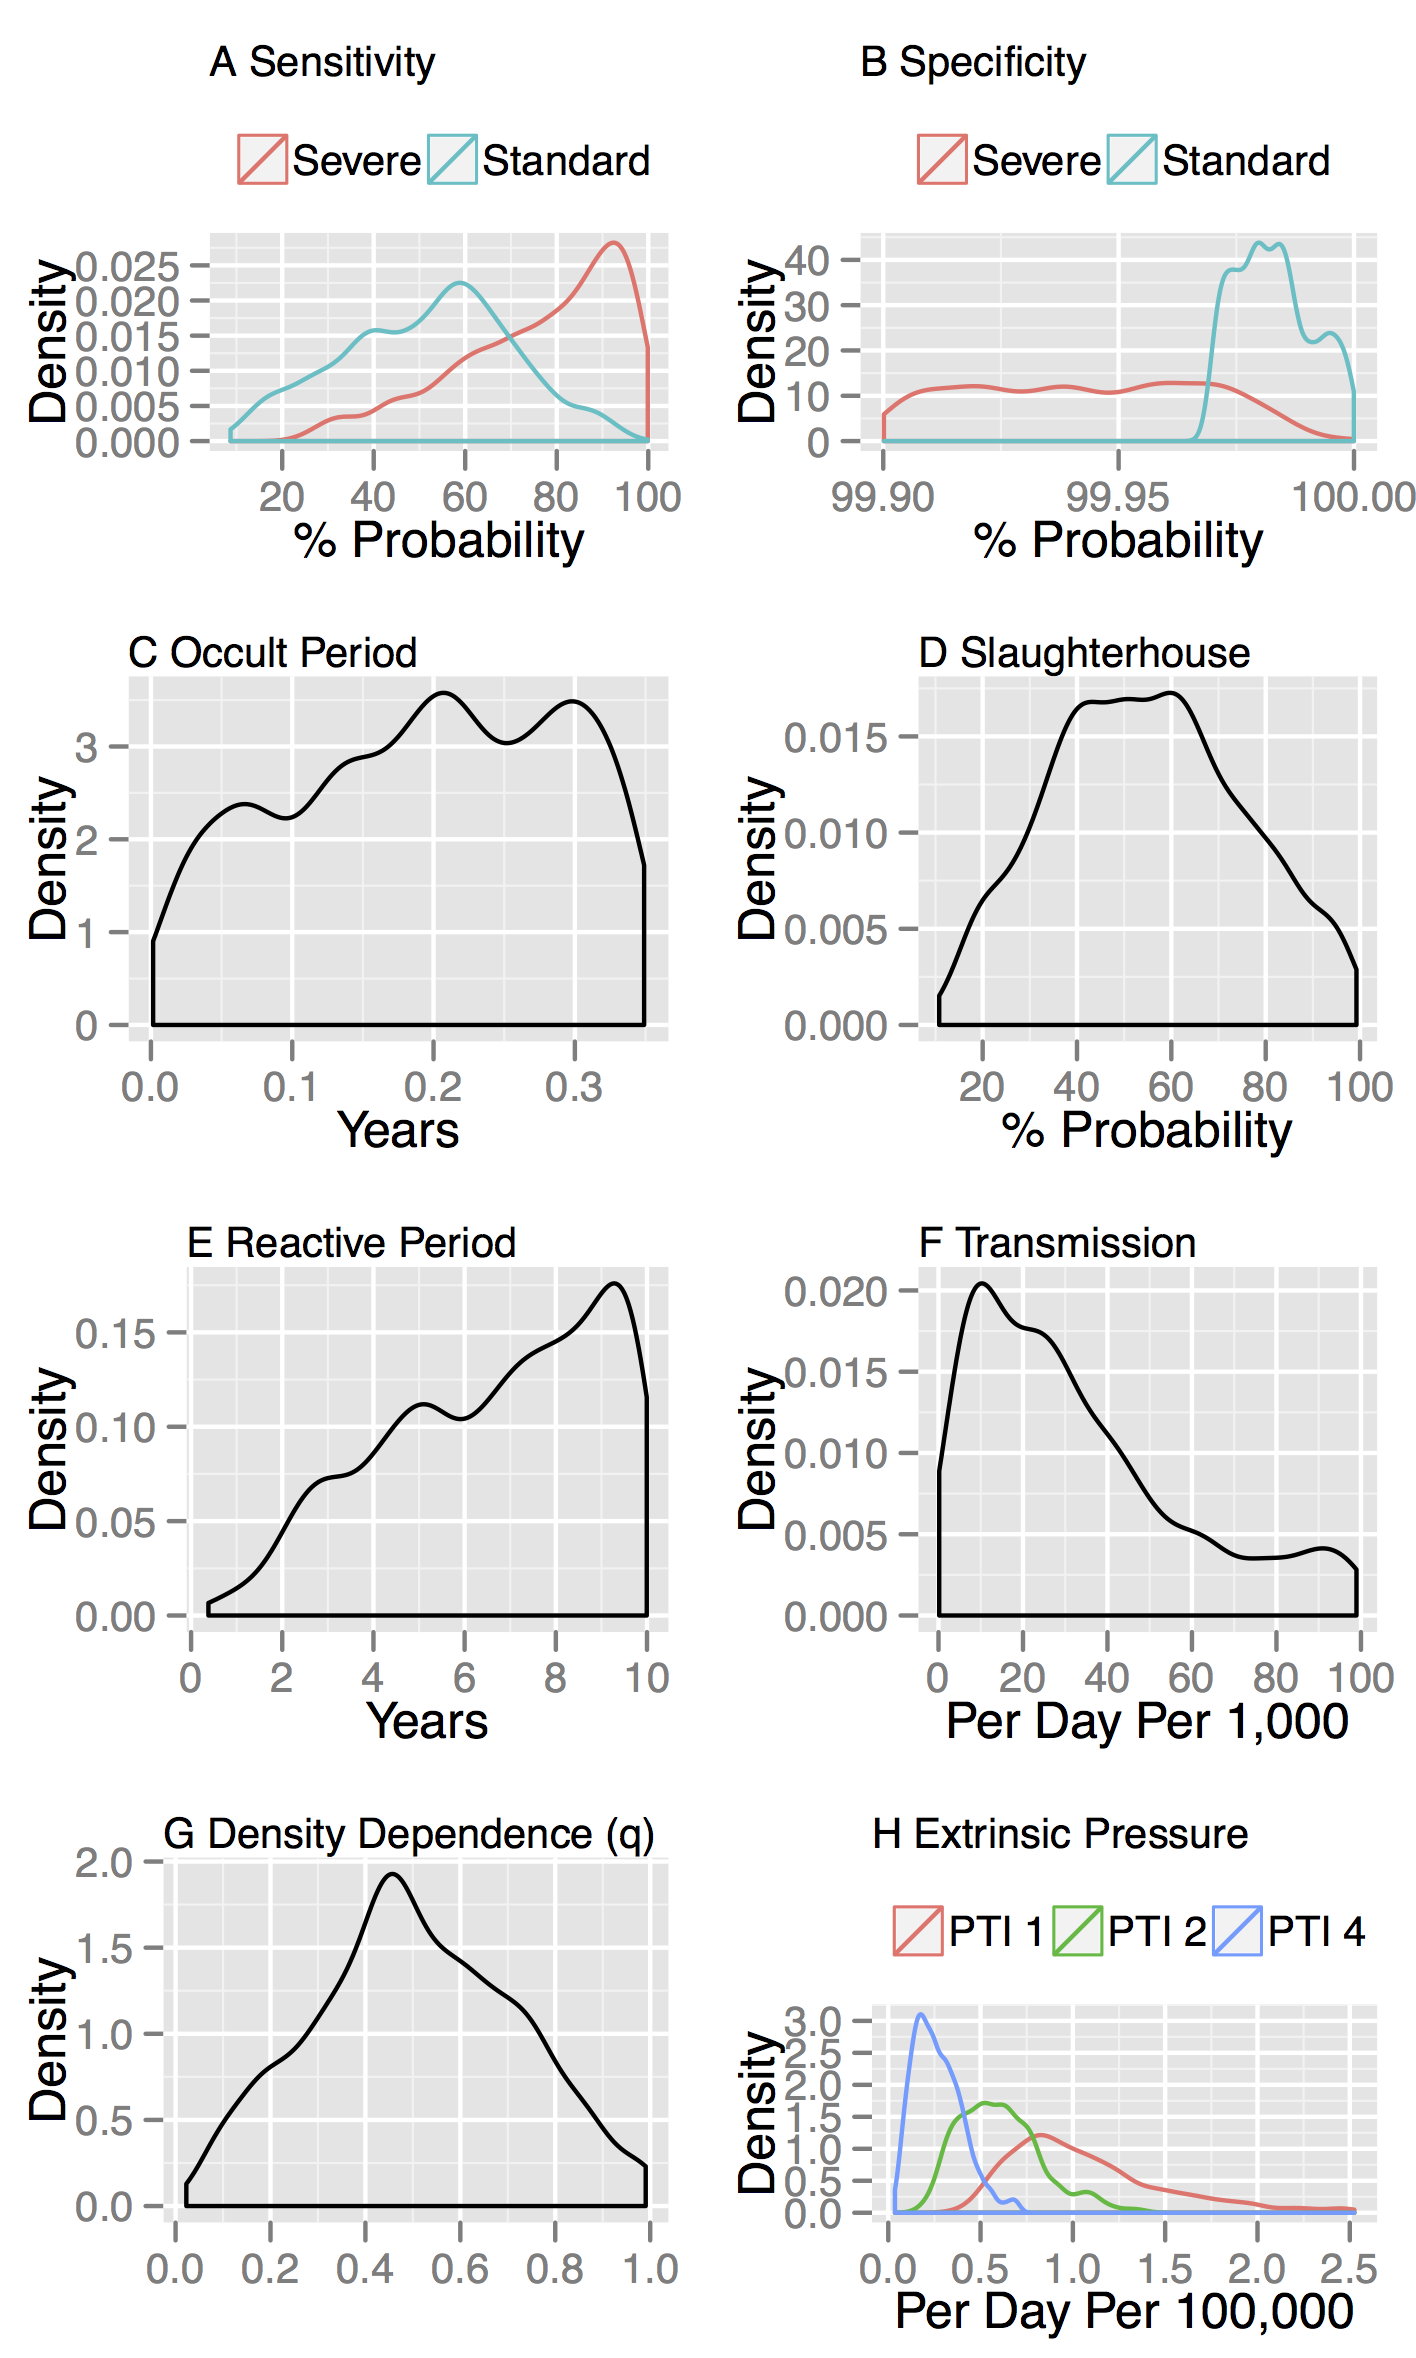 A Sensitivity
Severe Standard
Density
0.025
0.020
0.015
0.010
0.005
0.000
20 40 60 80 100
% Probability
B Specificity
Severe Standard
Density
40
30
20
10
0
99.90 99.95 100.00
% Probability
C Occult Period
Density
3
2
1
0
0.0 0.1 0.2 0.3
Years
D Slaughterhouse
Density
0.015
0.010
0.005
0.000
20 40 60 80 100
% Probability
E Reactive Period
Density
0.15
0.10
0.05
0.00
0 2 4 6 8 10
Years
F Transmission
Density
0.020
0.015
0.010
0.005
0.000
0 20 40 60 80 100
Per Day Per 1,000
G Density Dependence (q)
Density
2.0
1.5
1.0
0.5
0.0
0.0 0.2 0.4 0.6 0.8 1.0
H Extrinsic Pressure
PTI 1 PTI 2 PTI 4
Density
3.0
2.5
2.0
1.5
1.0
0.5
0.0
0.0 0.5 1.0 1.5 2.0 2.5
Per Day Per 100,000